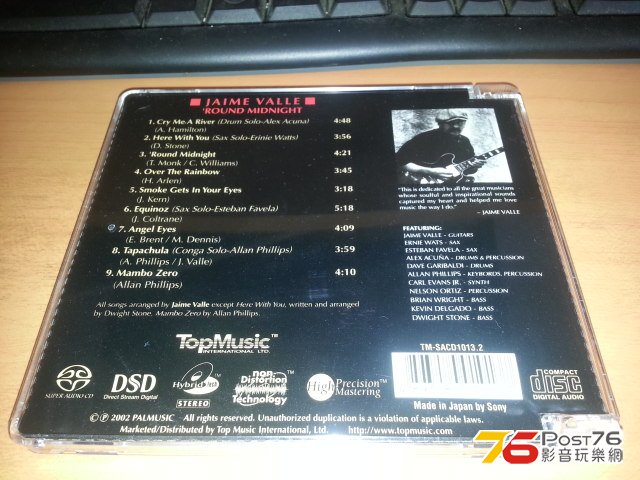 JAIME VALLE
'ROUND MIDNIGHT
1. Cry Me A River (Drum Solo-Alex Acuna) 4:48
(A. Hamilton)
2. Here With You (Sax Solo-Erinie Watts) 3:56
(D. Stone)
3. 'Round Midnight 4:21
(T. Monk / C. Williams)
4. Over The Rainbow 3:45
(H. Arlen)
5. Smoke Gets In Your Eyes 3:18
(J. Kern)
6. Equinoz (Sax Solo-Esteban Favela) 5:18
(J. Coltrane)
7. Angel Eyes 4:09
(E. Brent / M. Dennis)
8. Tapachula (Conga Solo-Allan Phillips) 3:59
(A. Phillips / J. Valle)
9. Mambo Zero 4:10
(Allan Phillips)
All songs arranged by Jaime Valle except Here With You, written and arranged
by Dwight Stone. Mambo Zero by Allan Phillips.
"This is dedicated to all the great musicians
whose soulful and inspirational sounds
captured my heart and helped me love
music the way I do."
- JAIME VALLE
FEATURING:
JAIME VALLE - GUITARS
ERNIE WATS - SAX
ESTEBAN FAVELA - SAX
ALEX ACUÑA - DRUMS & PERCUSSION
DAVE GARIBALDI - DRUMS
ALLAN PHILLIPS - KEYBORDS, PERCUSSION
CARL EVANS JR. - SYNTH
NELSON ORTIZ - PERCUSSION
BRIAN WRIGHT - BASS
KEVIN DELGADO - BASS
DWIGHT STONE - BASS
TopMusic
INTERNATIONAL LTD.
TM-SACD1013.2
SUPER AUDIO CD
DSD
Direct Stream Digital
Hybrid Disc
STEREO
non-
Distortion
Technology
High Precision™
Mastering
Made in Japan by Sony
COMPACT
disc
DIGITAL AUDIO
©℗ 2002 PALMUSIC All rights reserved. Unauthorized duplication is a violation of applicable laws.
Marketed/Distributed by Top Music International, Ltd. http://www.topmusic.com
76 Post76
影音玩樂網